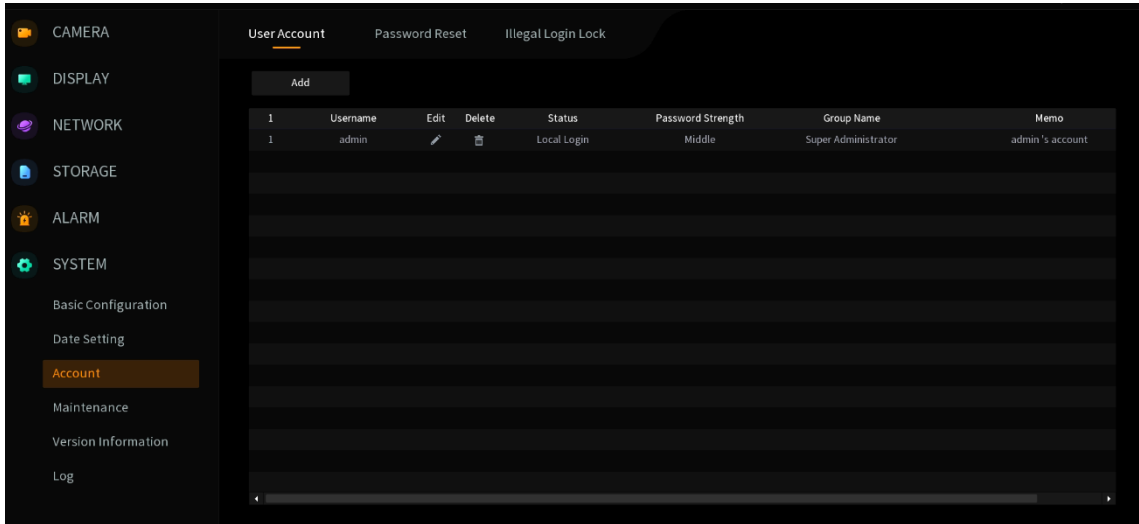 CAMERA
DISPLAY
NETWORK
STORAGE
ALARM
SYSTEM
Basic Configuration
Date Setting
Account
Maintenance
Version Information
Log
User Account Password Reset Illegal Login Lock
Add
1 Username Edit Delete Status Password Strength Group Name Memo
1 admin Local Login Middle Super Administrator admin 's account